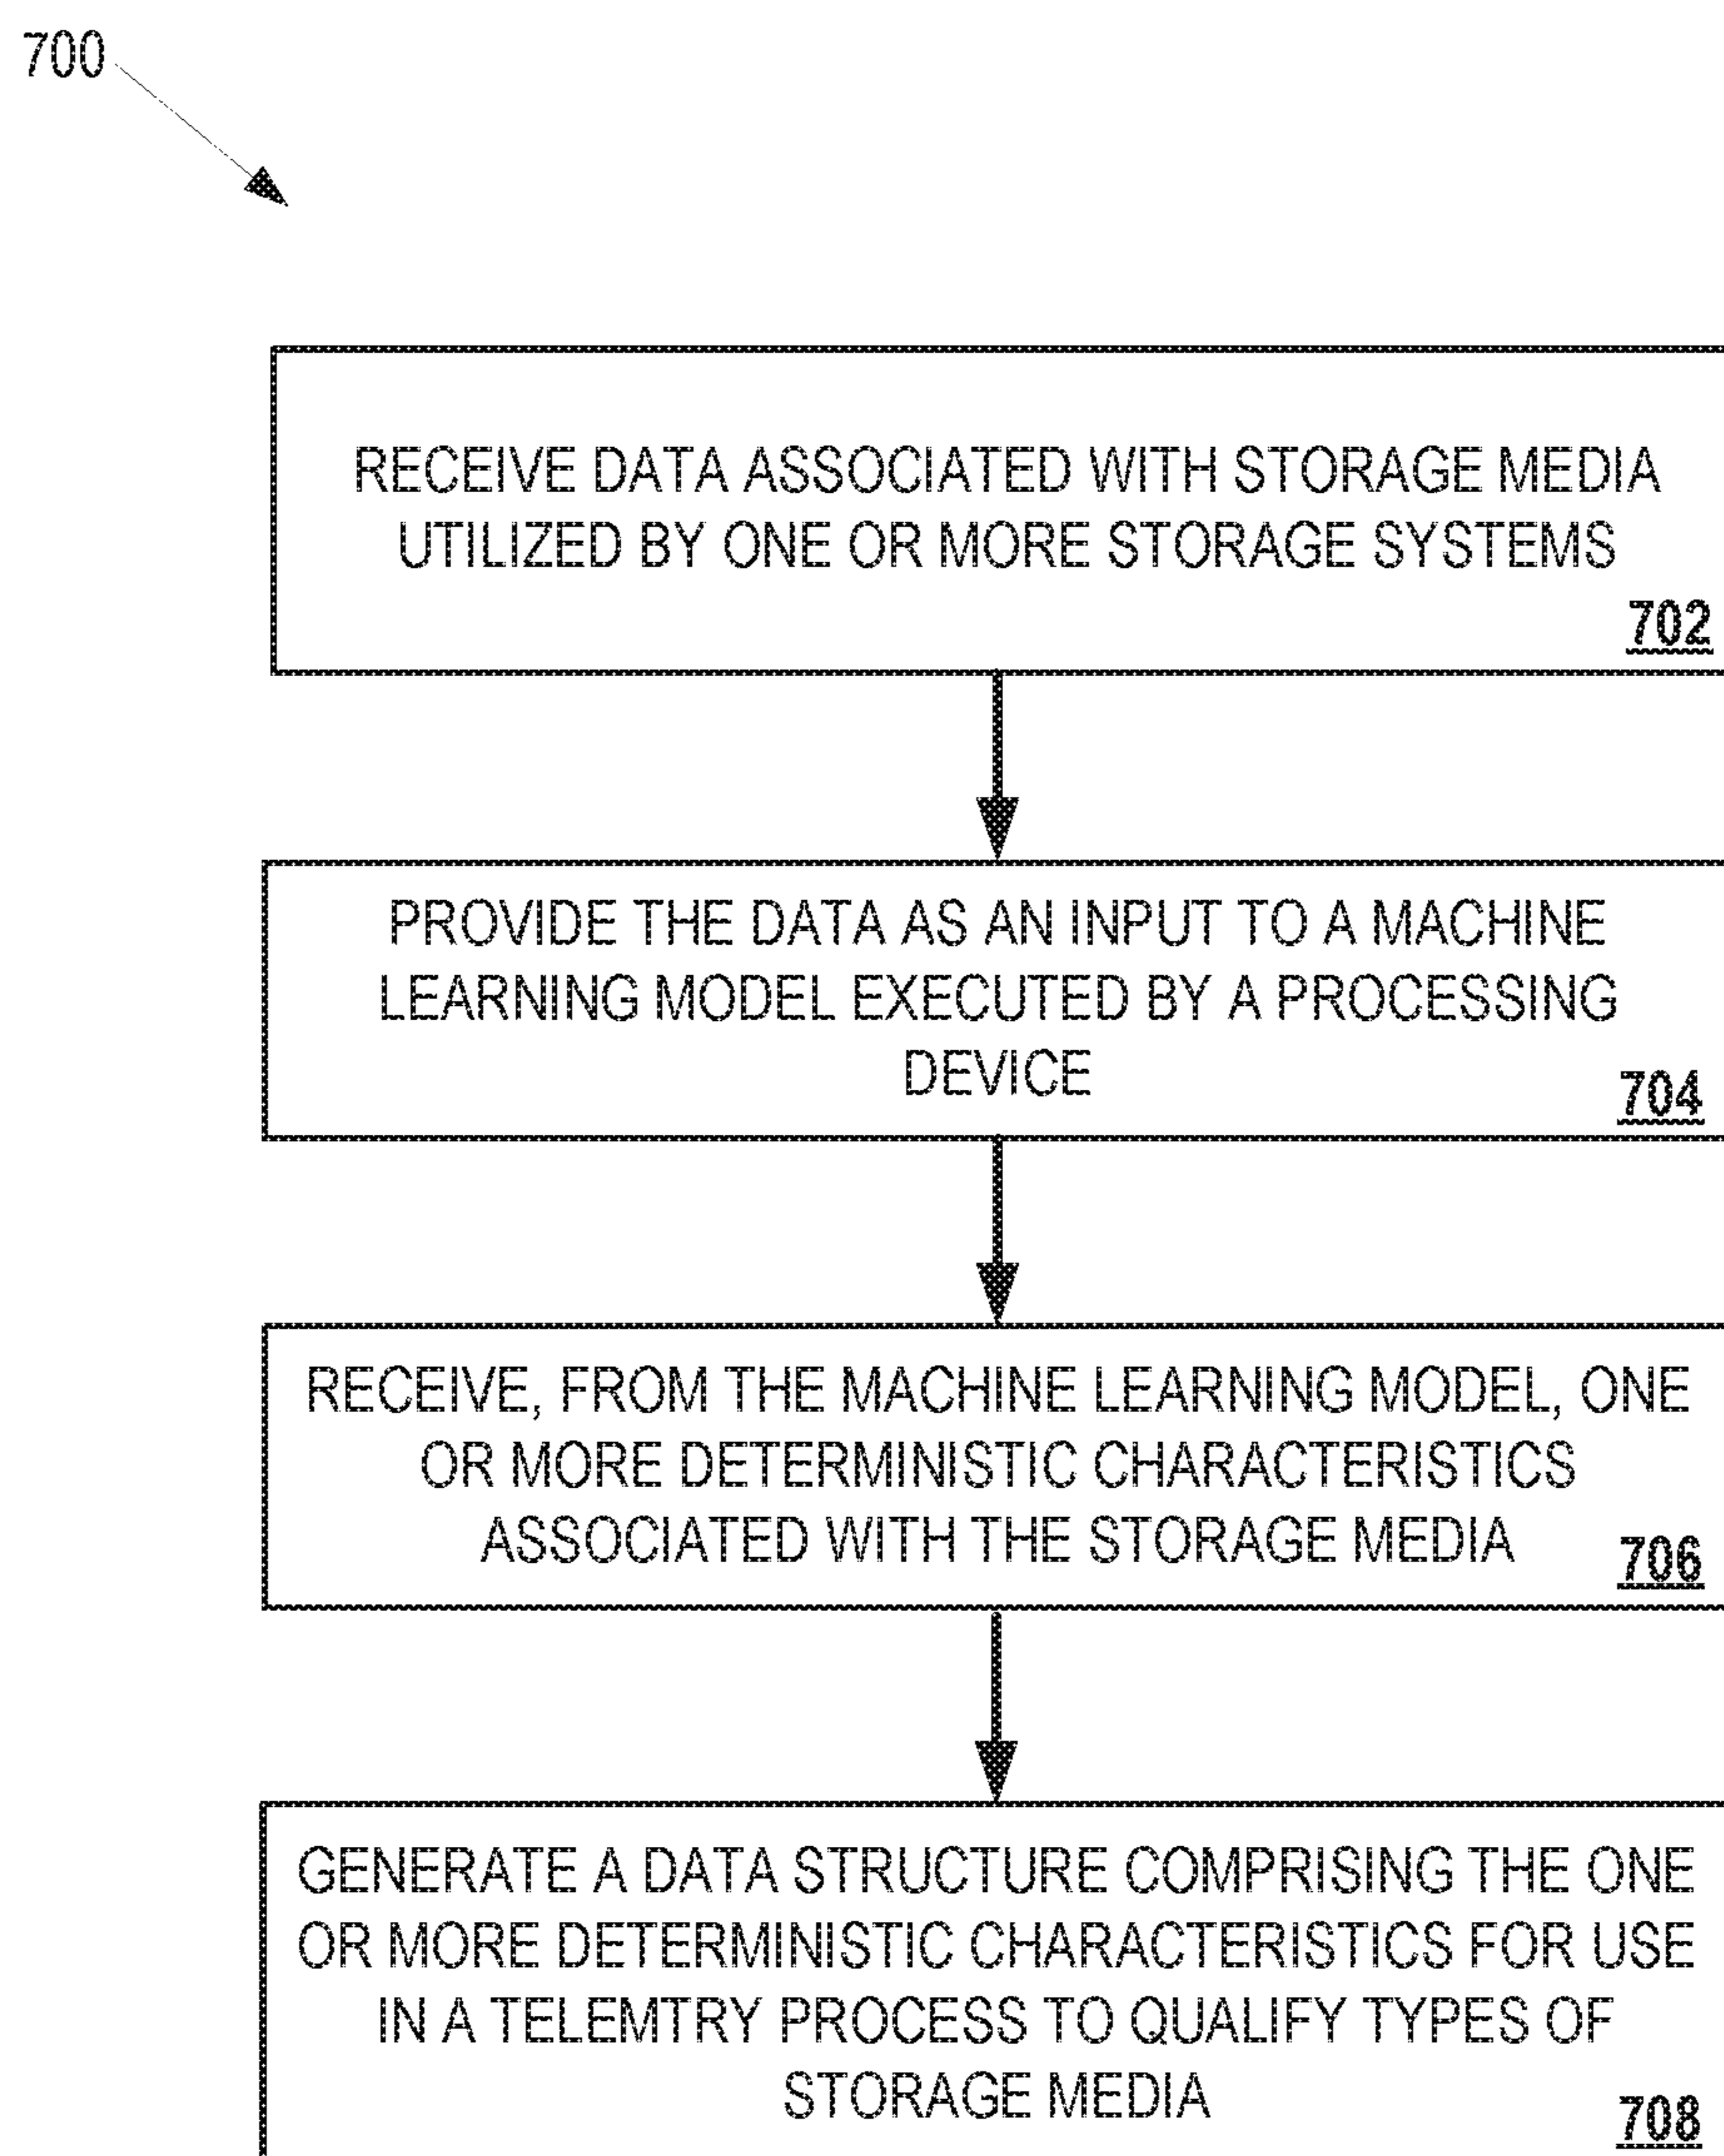 700
RECEIVE DATA ASSOCIATED WITH STORAGE MEDIA
UTILIZED BY ONE OR MORE STORAGE SYSTEMS
702
PROVIDE THE DATA AS AN INPUT TO A MACHINE
LEARNING MODEL EXECUTED BY A PROCESSING
DEVICE
704
RECEIVE, FROM THE MACHINE LEARNING MODEL, ONE
OR MORE DETERMINISTIC CHARACTERISTICS
ASSOCIATED WITH THE STORAGE MEDIA
706
GENERATE A DATA STRUCTURE COMPRISING THE ONE
OR MORE DETERMINISTIC CHARACTERISTICS FOR USE
IN A TELEMTRY PROCESS TO QUALIFY TYPES OF
STORAGE MEDIA
708